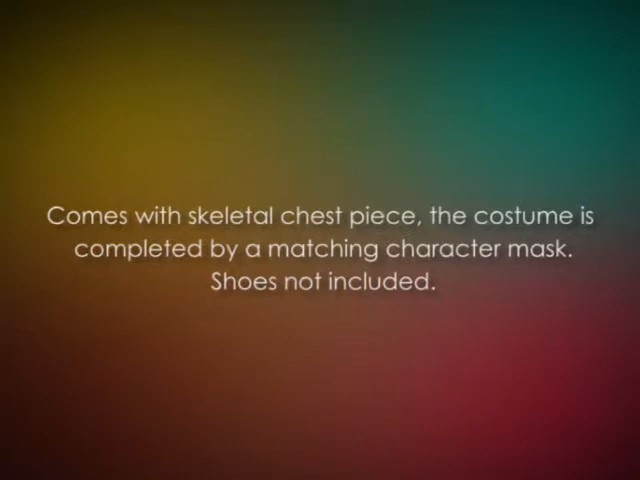 Comes with skeletal chest piece, the costume is
completed by a matching character mask.
Shoes not included.